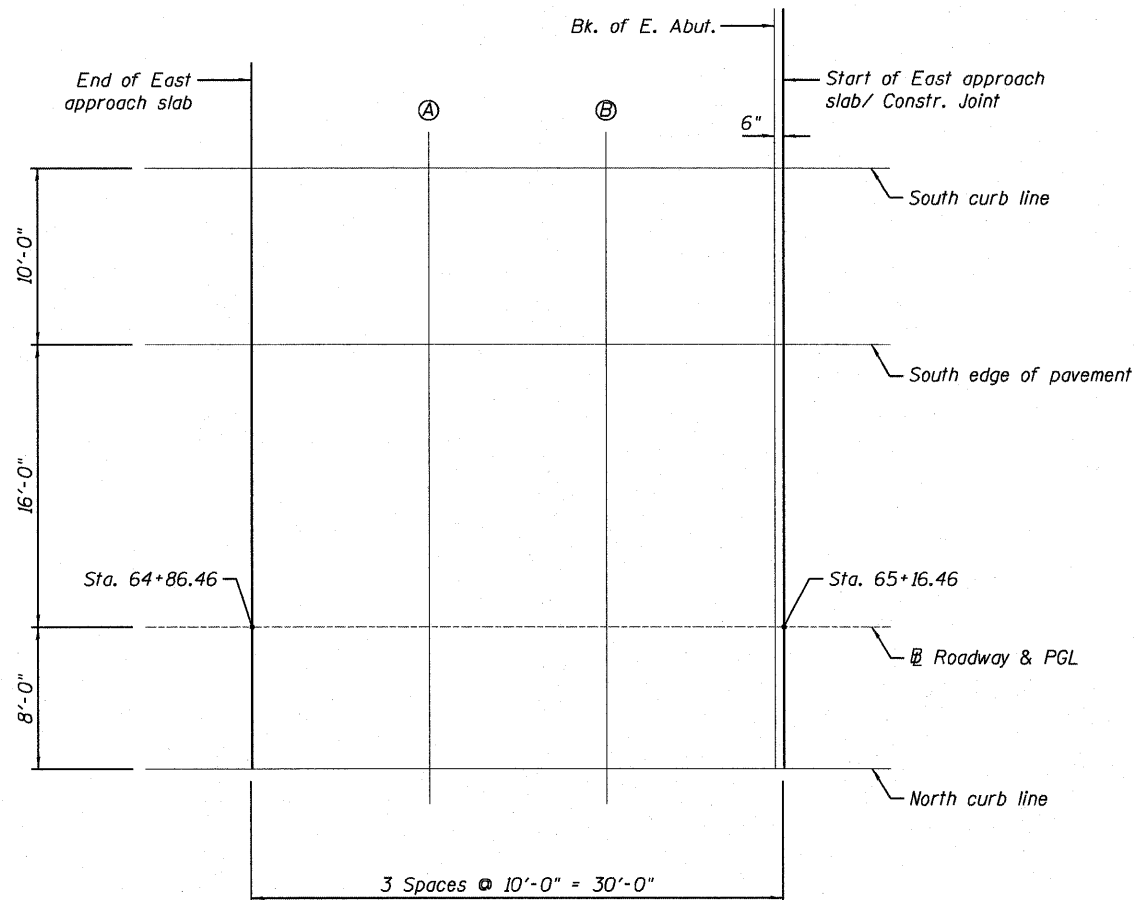 Bk. of E. Abut.
End of East
approach slab
Start of East approach
slab/ Constr. Joint
A
B
6"
South curb line
10'-0"
South edge of pavement
16'-0"
Sta. 64+86.46
Sta. 65+16.46
Roadway & PGL
8'-0"
North curb line
3 Spaces @ 10'-0" = 30'-0"